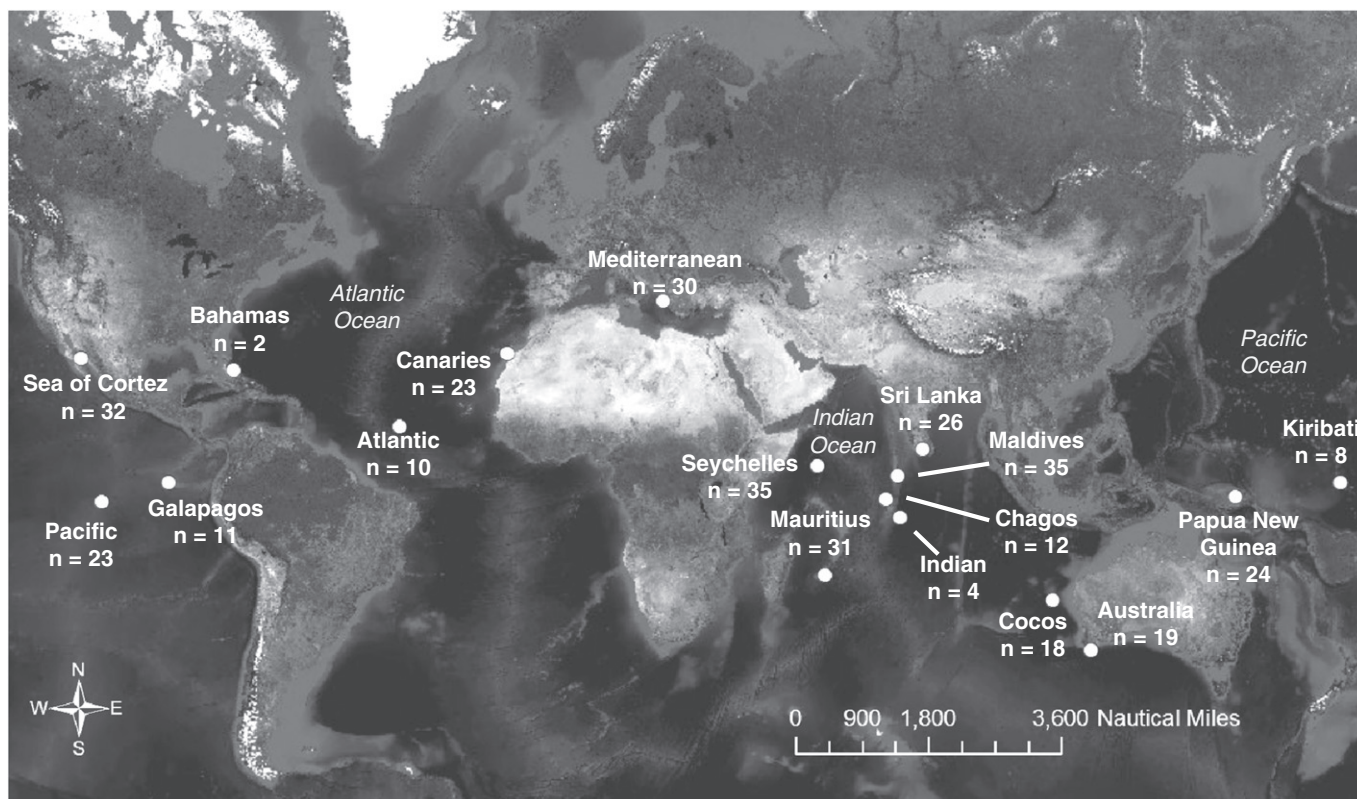 Mediterranean
n = 30
Atlantic
Ocean
Bahamas
n = 2
Pacific
Ocean
Canaries
n = 23
Sea of Cortez
n = 32
Sri Lanka
n = 26
Indian
Ocean
Kiribati
n = 8
Atlantic
n = 10
Maldives
n = 35
Seychelles
n = 35
Galapagos
n = 11
Pacific
n = 23
Mauritius
n = 31
Chagos
n = 12
Papua New
Guinea
n = 24
Indian
n = 4
Cocos
n = 18
Australia
n = 19
N
W E
S
0 900 1,800 3,600 Nautical Miles